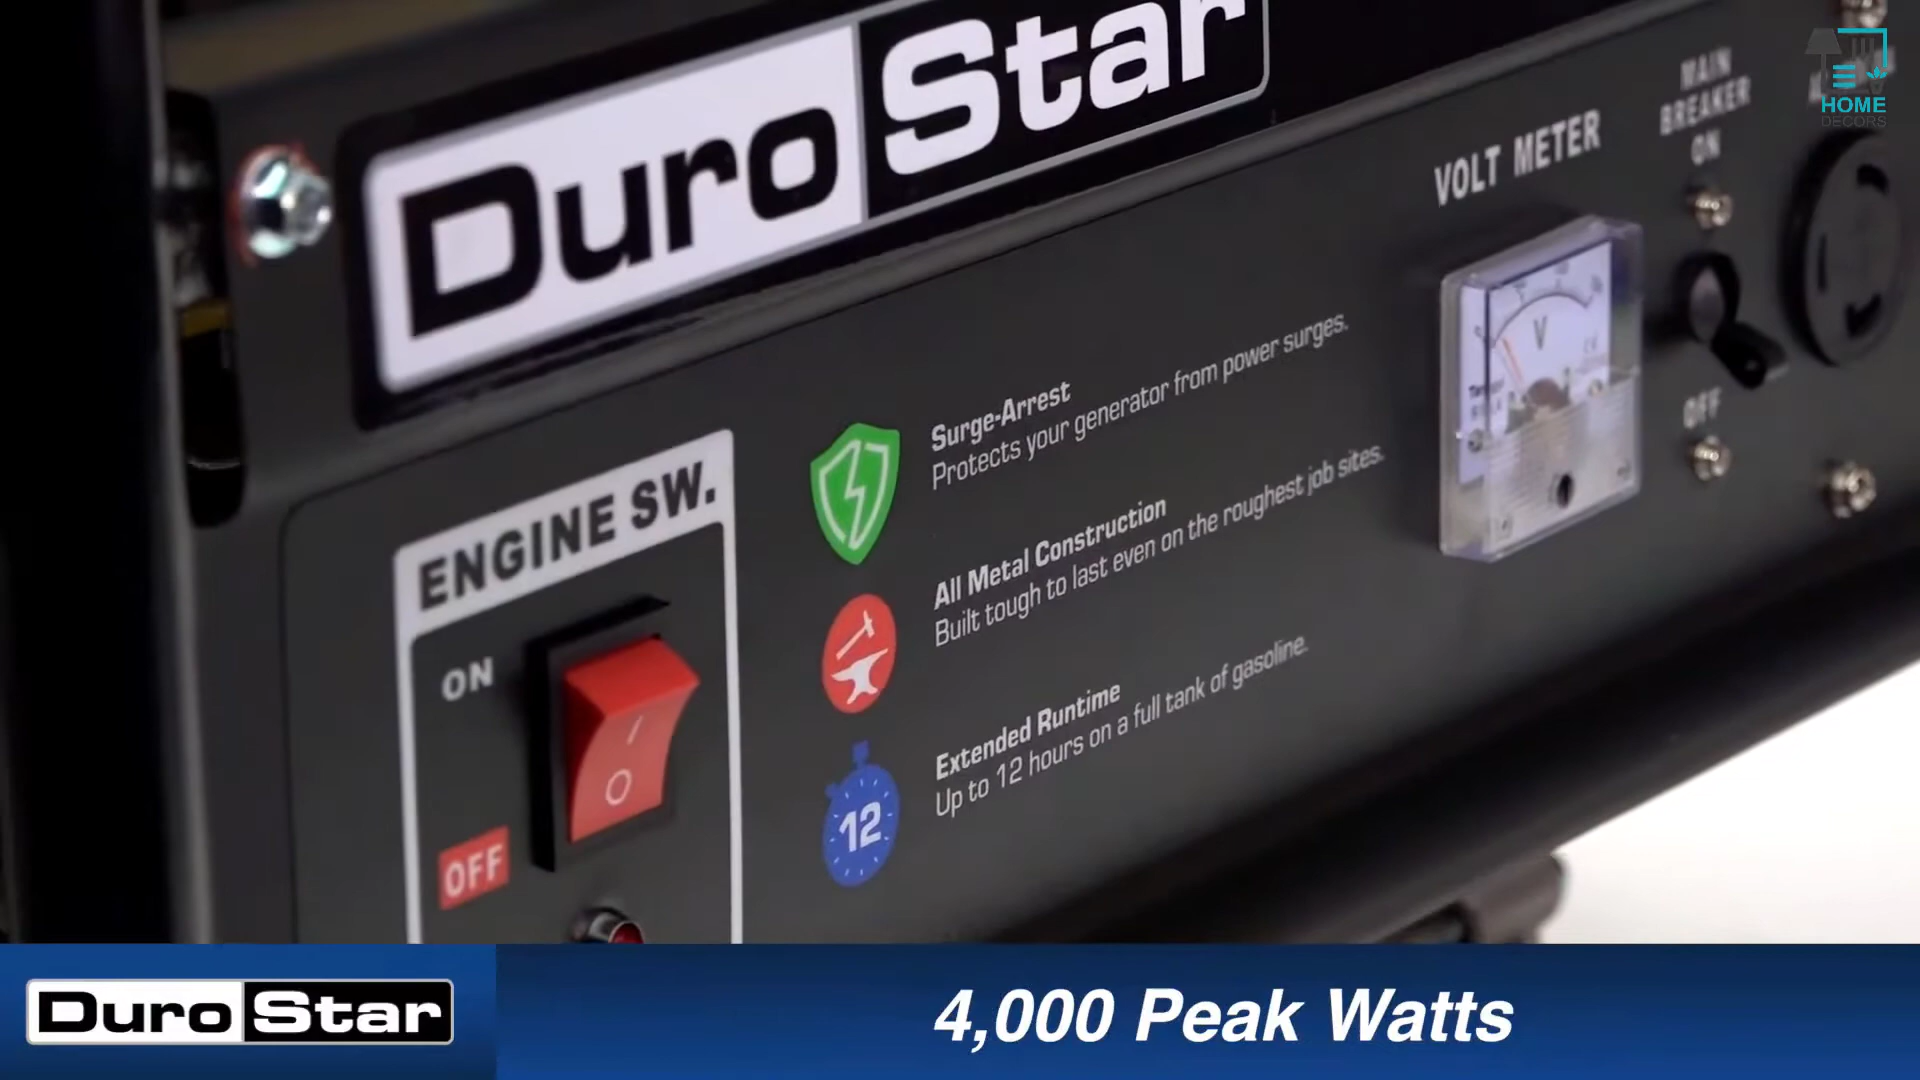 DuroStar
HOME
DECORS
MAIN
BREAKER
ON
VOLT METER
V
OFF
Surge-Arrest
Protects your generator from power surges.
ENGINE SW.
All Metal Construction
Built tough to last even on the roughest job sites.
ON
Extended Runtime
Up to 12 hours on a full tank of gasoline.
12
OFF
DuroStar
4,000 Peak Watts